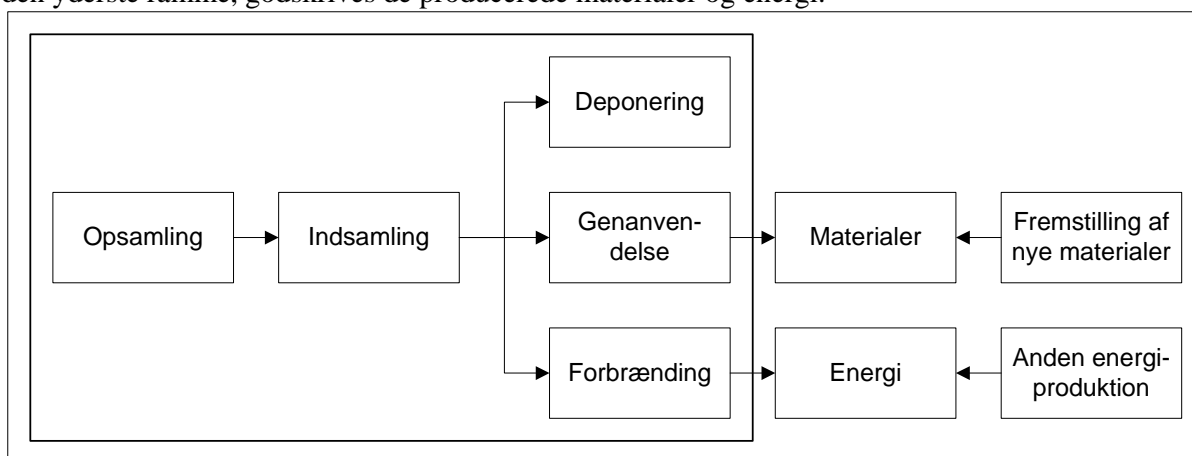 den yderste ramme, godskrives de producerede materialer og energi.
Deponering
Opsamling
Indsamling
Genanven-
delse
Materialer
Fremstilling af
nye materialer
Forbrænding
Energi
Anden energi-
produktion